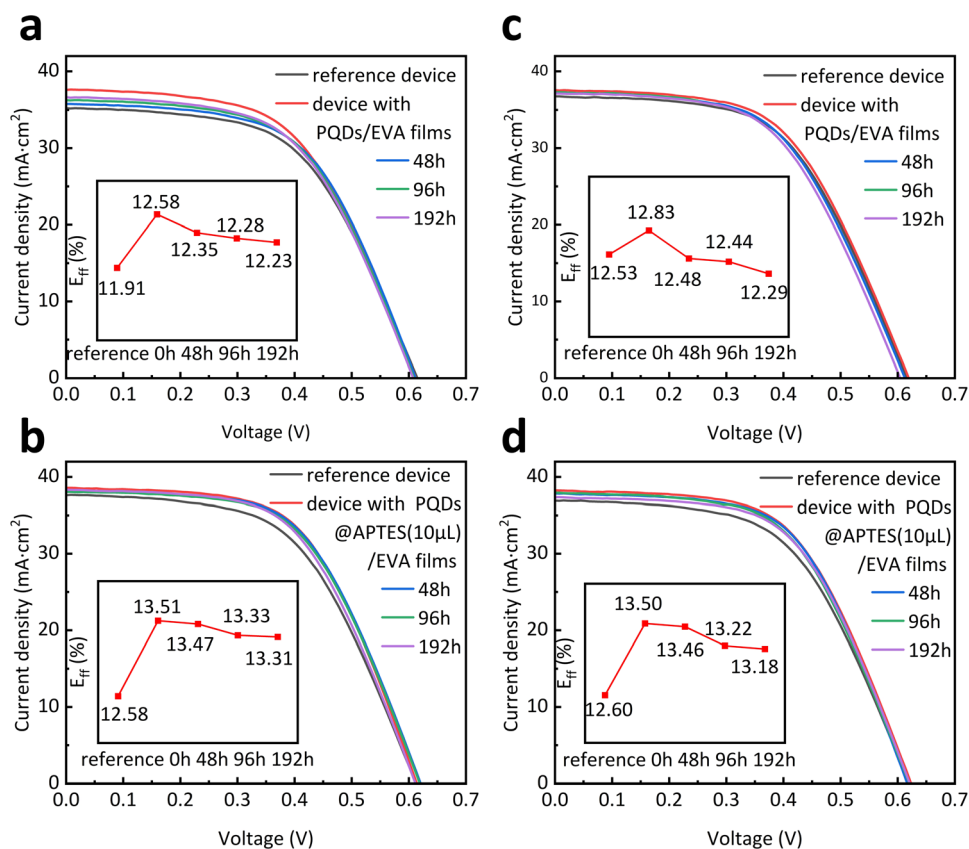 a
Current density (mA·cm²)
40
30
20
10
0
reference device
device with
PQDs/EVA films
48h
96h
192h
E_eff (%)
12.58
12.28
12.35
12.23
11.91
reference 0h 48h 96h 192h
0.0 0.1 0.2 0.3 0.4 0.5 0.6 0.7
Voltage (V)
c
Current density (mA·cm²)
40
30
20
10
0
reference device
device with
PQDs/EVA films
48h
96h
192h
E_eff (%)
12.83
12.44
12.53
12.48
12.29
reference 0h 48h 96h 192h
0.0 0.1 0.2 0.3 0.4 0.5 0.6 0.7
Voltage (V)
b
Current density (mA·cm²)
40
30
20
10
0
reference device
device with PQDs
@APTES(10μL)
/EVA films
48h
96h
192h
E_eff (%)
13.51
13.33
13.47
13.31
12.58
reference 0h 48h 96h 192h
0.0 0.1 0.2 0.3 0.4 0.5 0.6 0.7
Voltage (V)
d
Current density (mA·cm²)
40
30
20
10
0
reference device
device with PQDs
@APTES(10μL)
/EVA films
48h
96h
192h
E_eff (%)
13.50
13.22
13.46
13.18
12.60
reference 0h 48h 96h 192h
0.0 0.1 0.2 0.3 0.4 0.5 0.6 0.7
Voltage (V)